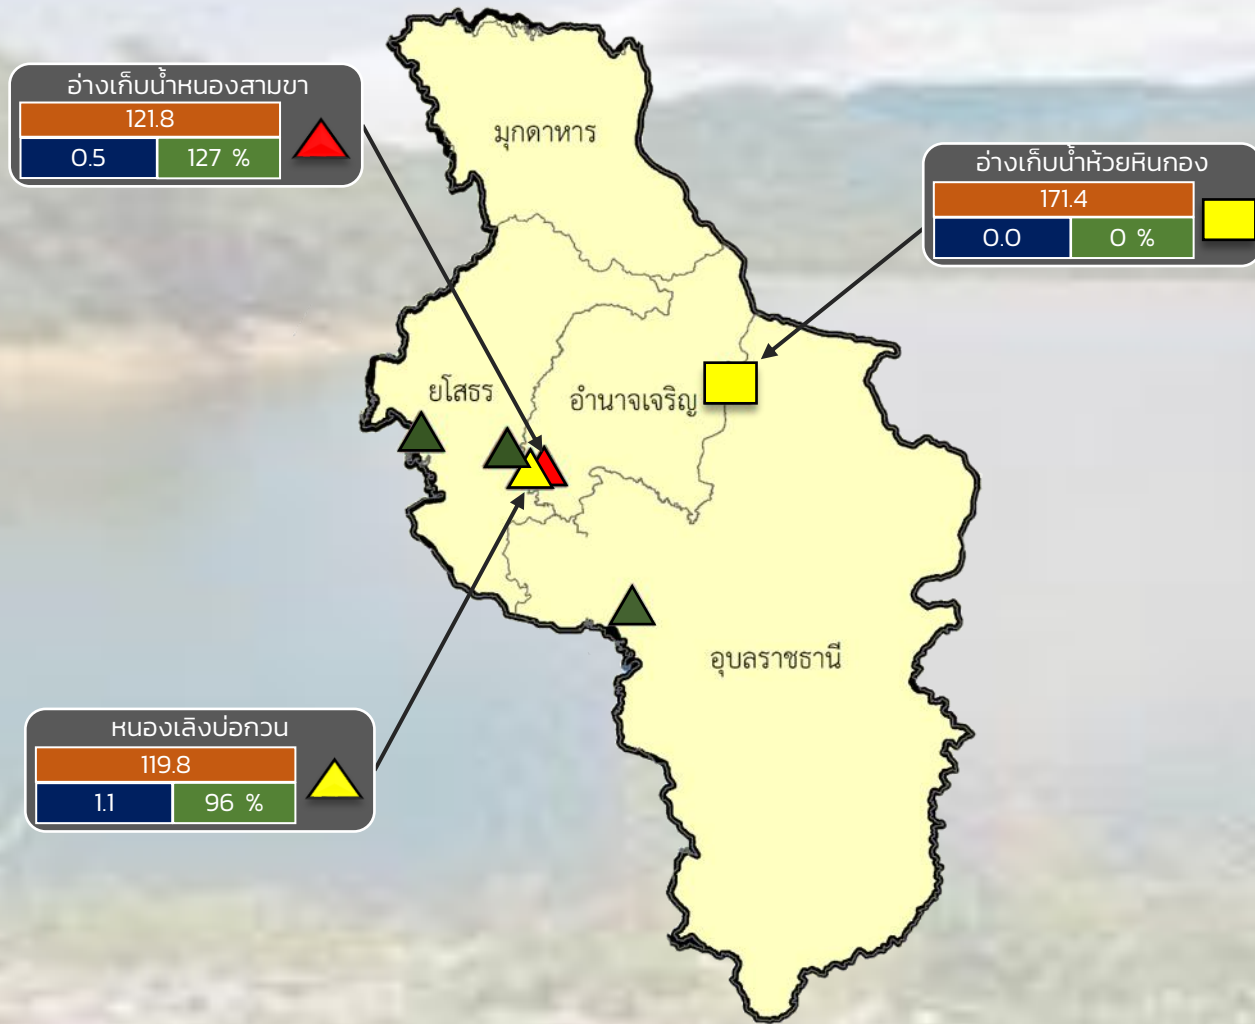 อ่างเก็บน้ำหนองสามขา
121.8
0.5 127 %
มุกดาหาร
อ่างเก็บน้ำห้วยหินกอง
171.4
0.0 0 %
ยโสธร
อำนาจเจริญ
อุบลราชธานี
หนองเลิงบ่อกวน
119.8
1.1 96 %